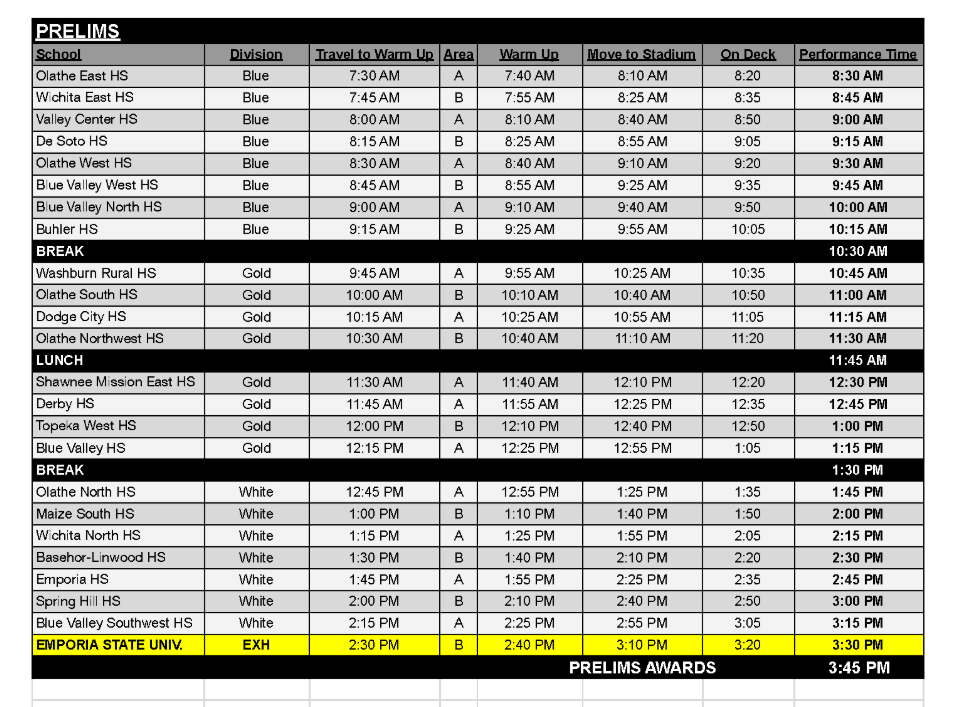 PRELIMS
School Division Travel to Warm Up Area Warm Up Move to Stadium On Deck Performance Time
Olathe East HS Blue 7:30 AM A 7:40 AM 8:10 AM 8:20 8:30 AM
Wichita East HS Blue 7:45 AM B 7:55 AM 8:25 AM 8:35 8:45 AM
Valley Center HS Blue 8:00 AM A 8:10 AM 8:40 AM 8:50 9:00 AM
De Soto HS Blue 8:15 AM B 8:25 AM 8:55 AM 9:05 9:15 AM
Olathe West HS Blue 8:30 AM A 8:40 AM 9:10 AM 9:20 9:30 AM
Blue Valley West HS Blue 8:45 AM B 8:55 AM 9:25 AM 9:35 9:45 AM
Blue Valley North HS Blue 9:00 AM A 9:10 AM 9:40 AM 9:50 10:00 AM
Buhler HS Blue 9:15 AM B 9:25 AM 9:55 AM 10:05 10:15 AM
BREAK 10:30 AM
Washburn Rural HS Gold 9:45 AM A 9:55 AM 10:25 AM 10:35 10:45 AM
Olathe South HS Gold 10:00 AM B 10:10 AM 10:40 AM 10:50 11:00 AM
Dodge City HS Gold 10:15 AM A 10:25 AM 10:55 AM 11:05 11:15 AM
Olathe Northwest HS Gold 10:30 AM B 10:40 AM 11:10 AM 11:20 11:30 AM
LUNCH 11:45 AM
Shawnee Mission East HS Gold 11:30 AM A 11:40 AM 12:10 PM 12:20 12:30 PM
Derby HS Gold 11:45 AM A 11:55 AM 12:25 PM 12:35 12:45 PM
Topeka West HS Gold 12:00 PM B 12:10 PM 12:40 PM 12:50 1:00 PM
Blue Valley HS Gold 12:15 PM A 12:25 PM 12:55 PM 1:05 1:15 PM
BREAK 1:30 PM
Olathe North HS White 12:45 PM A 12:55 PM 1:25 PM 1:35 1:45 PM
Maize South HS White 1:00 PM B 1:10 PM 1:40 PM 1:50 2:00 PM
Wichita North HS White 1:15 PM A 1:25 PM 1:55 PM 2:05 2:15 PM
Basehor-Linwood HS White 1:30 PM B 1:40 PM 2:10 PM 2:20 2:30 PM
Emporia HS White 1:45 PM A 1:55 PM 2:25 PM 2:35 2:45 PM
Spring Hill HS White 2:00 PM B 2:10 PM 2:40 PM 2:50 3:00 PM
Blue Valley Southwest HS White 2:15 PM A 2:25 PM 2:55 PM 3:05 3:15 PM
EMPORIA STATE UNIV. EXH 2:30 PM B 2:40 PM 3:10 PM 3:20 3:30 PM
PRELIMS AWARDS 3:45 PM